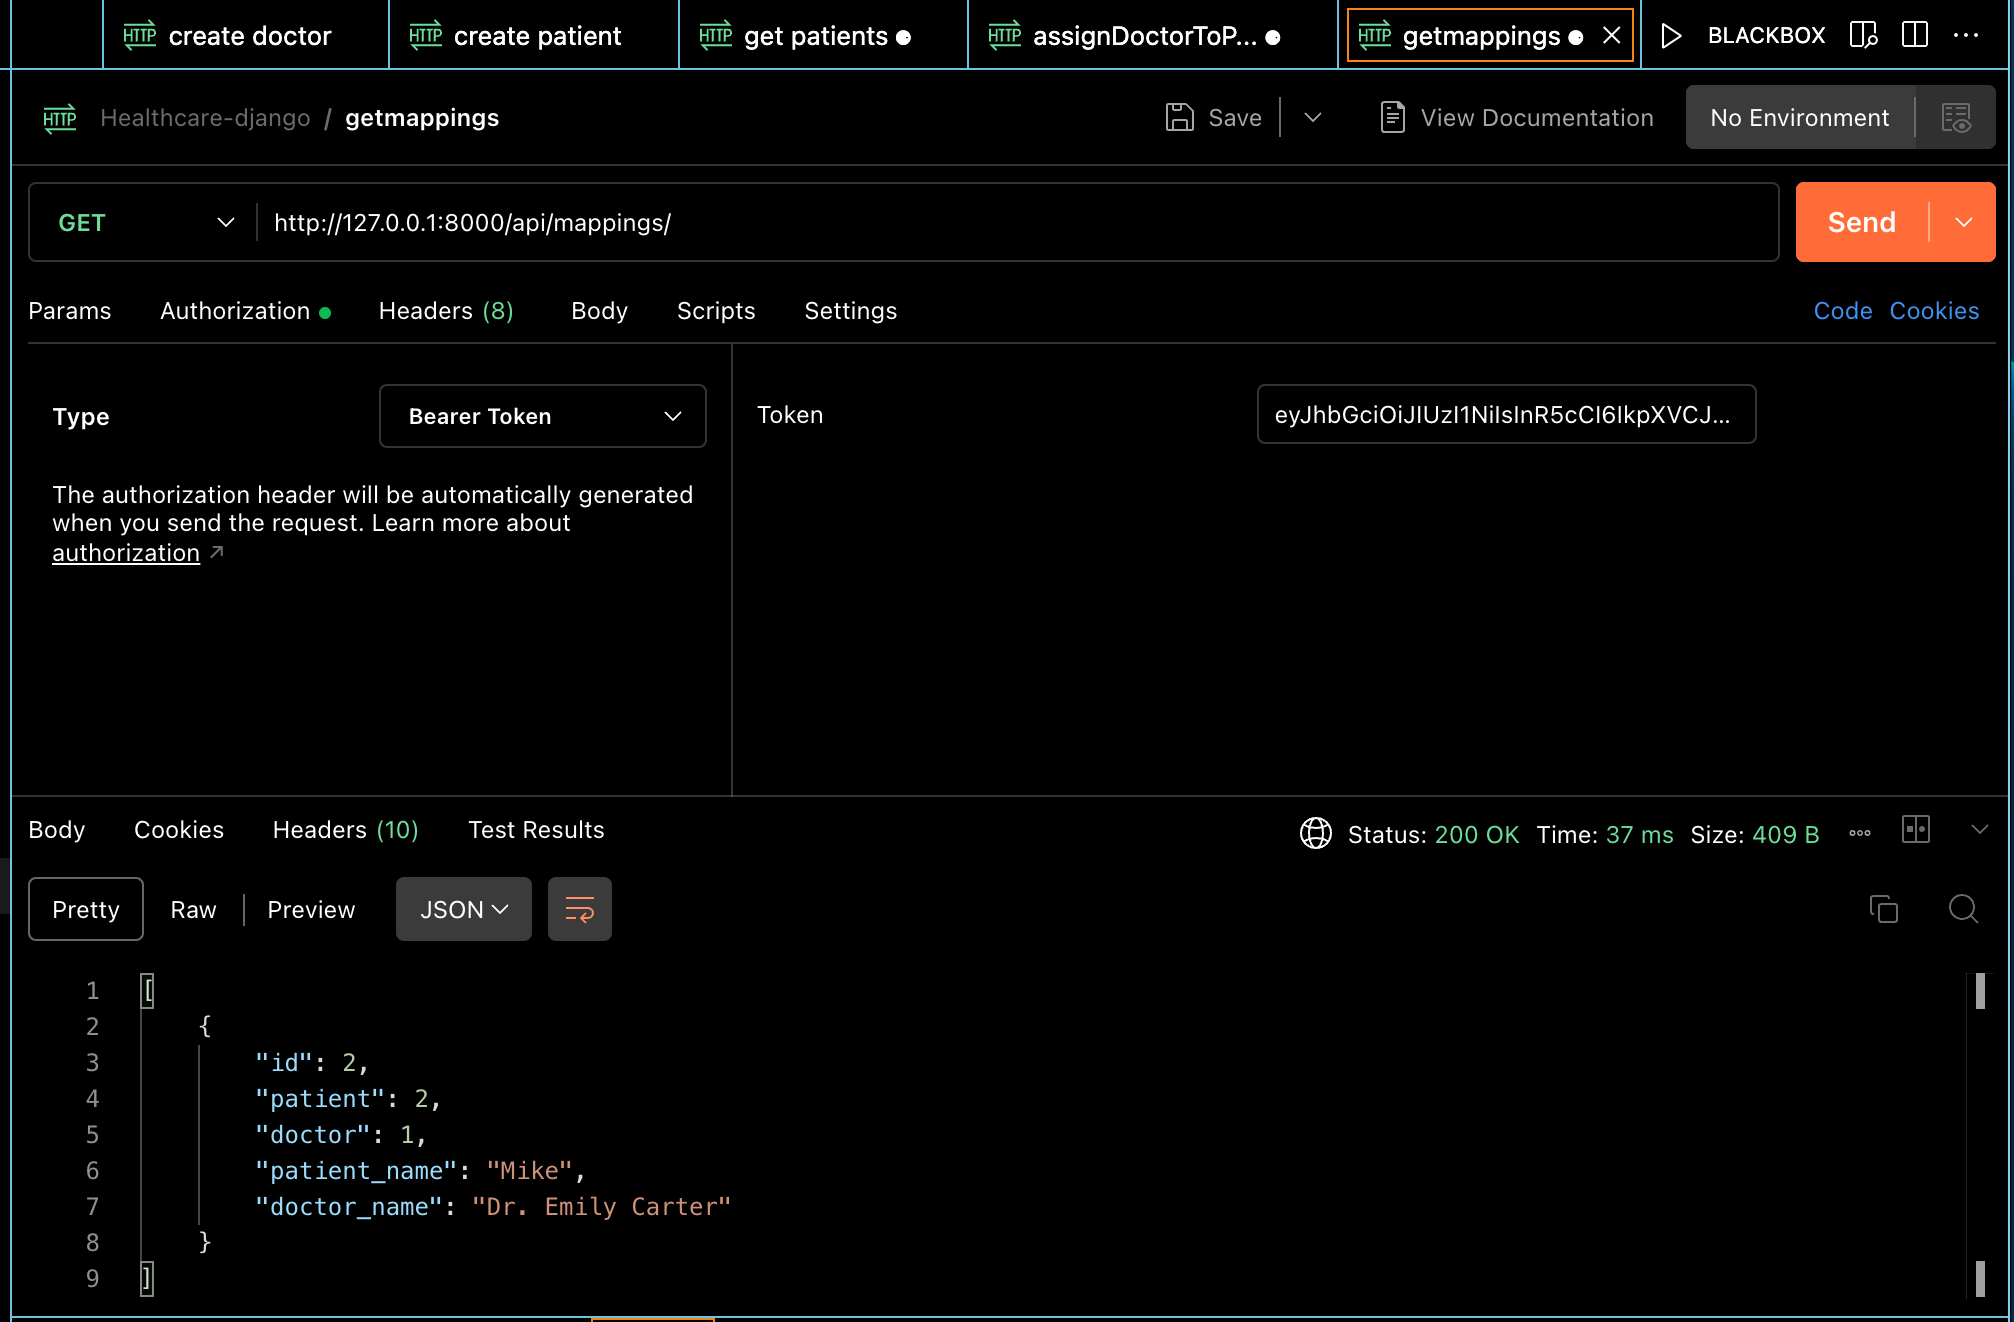 HTTP create doctor HTTP create patient HTTP get patients HTTP assignDoctorToP... HTTP getmappings BLACKBOX
HTTP Healthcare-django / getmappings Save View Documentation No Environment
GET http://127.0.0.1:8000/api/mappings/ Send
Params Authorization Headers (8) Body Scripts Settings Code Cookies
Type Bearer Token Token eyJhbGciOiJIUzI1NiIsInR5cCI6IkpXVCJ...
The authorization header will be automatically generated
when you send the request. Learn more about
authorization
Body Cookies Headers (10) Test Results Status: 200 OK Time: 37 ms Size: 409 B
Pretty Raw Preview JSON
1 [
2 {
3 "id": 2,
4 "patient": 2,
5 "doctor": 1,
6 "patient_name": "Mike",
7 "doctor_name": "Dr. Emily Carter"
8 }
9 ]